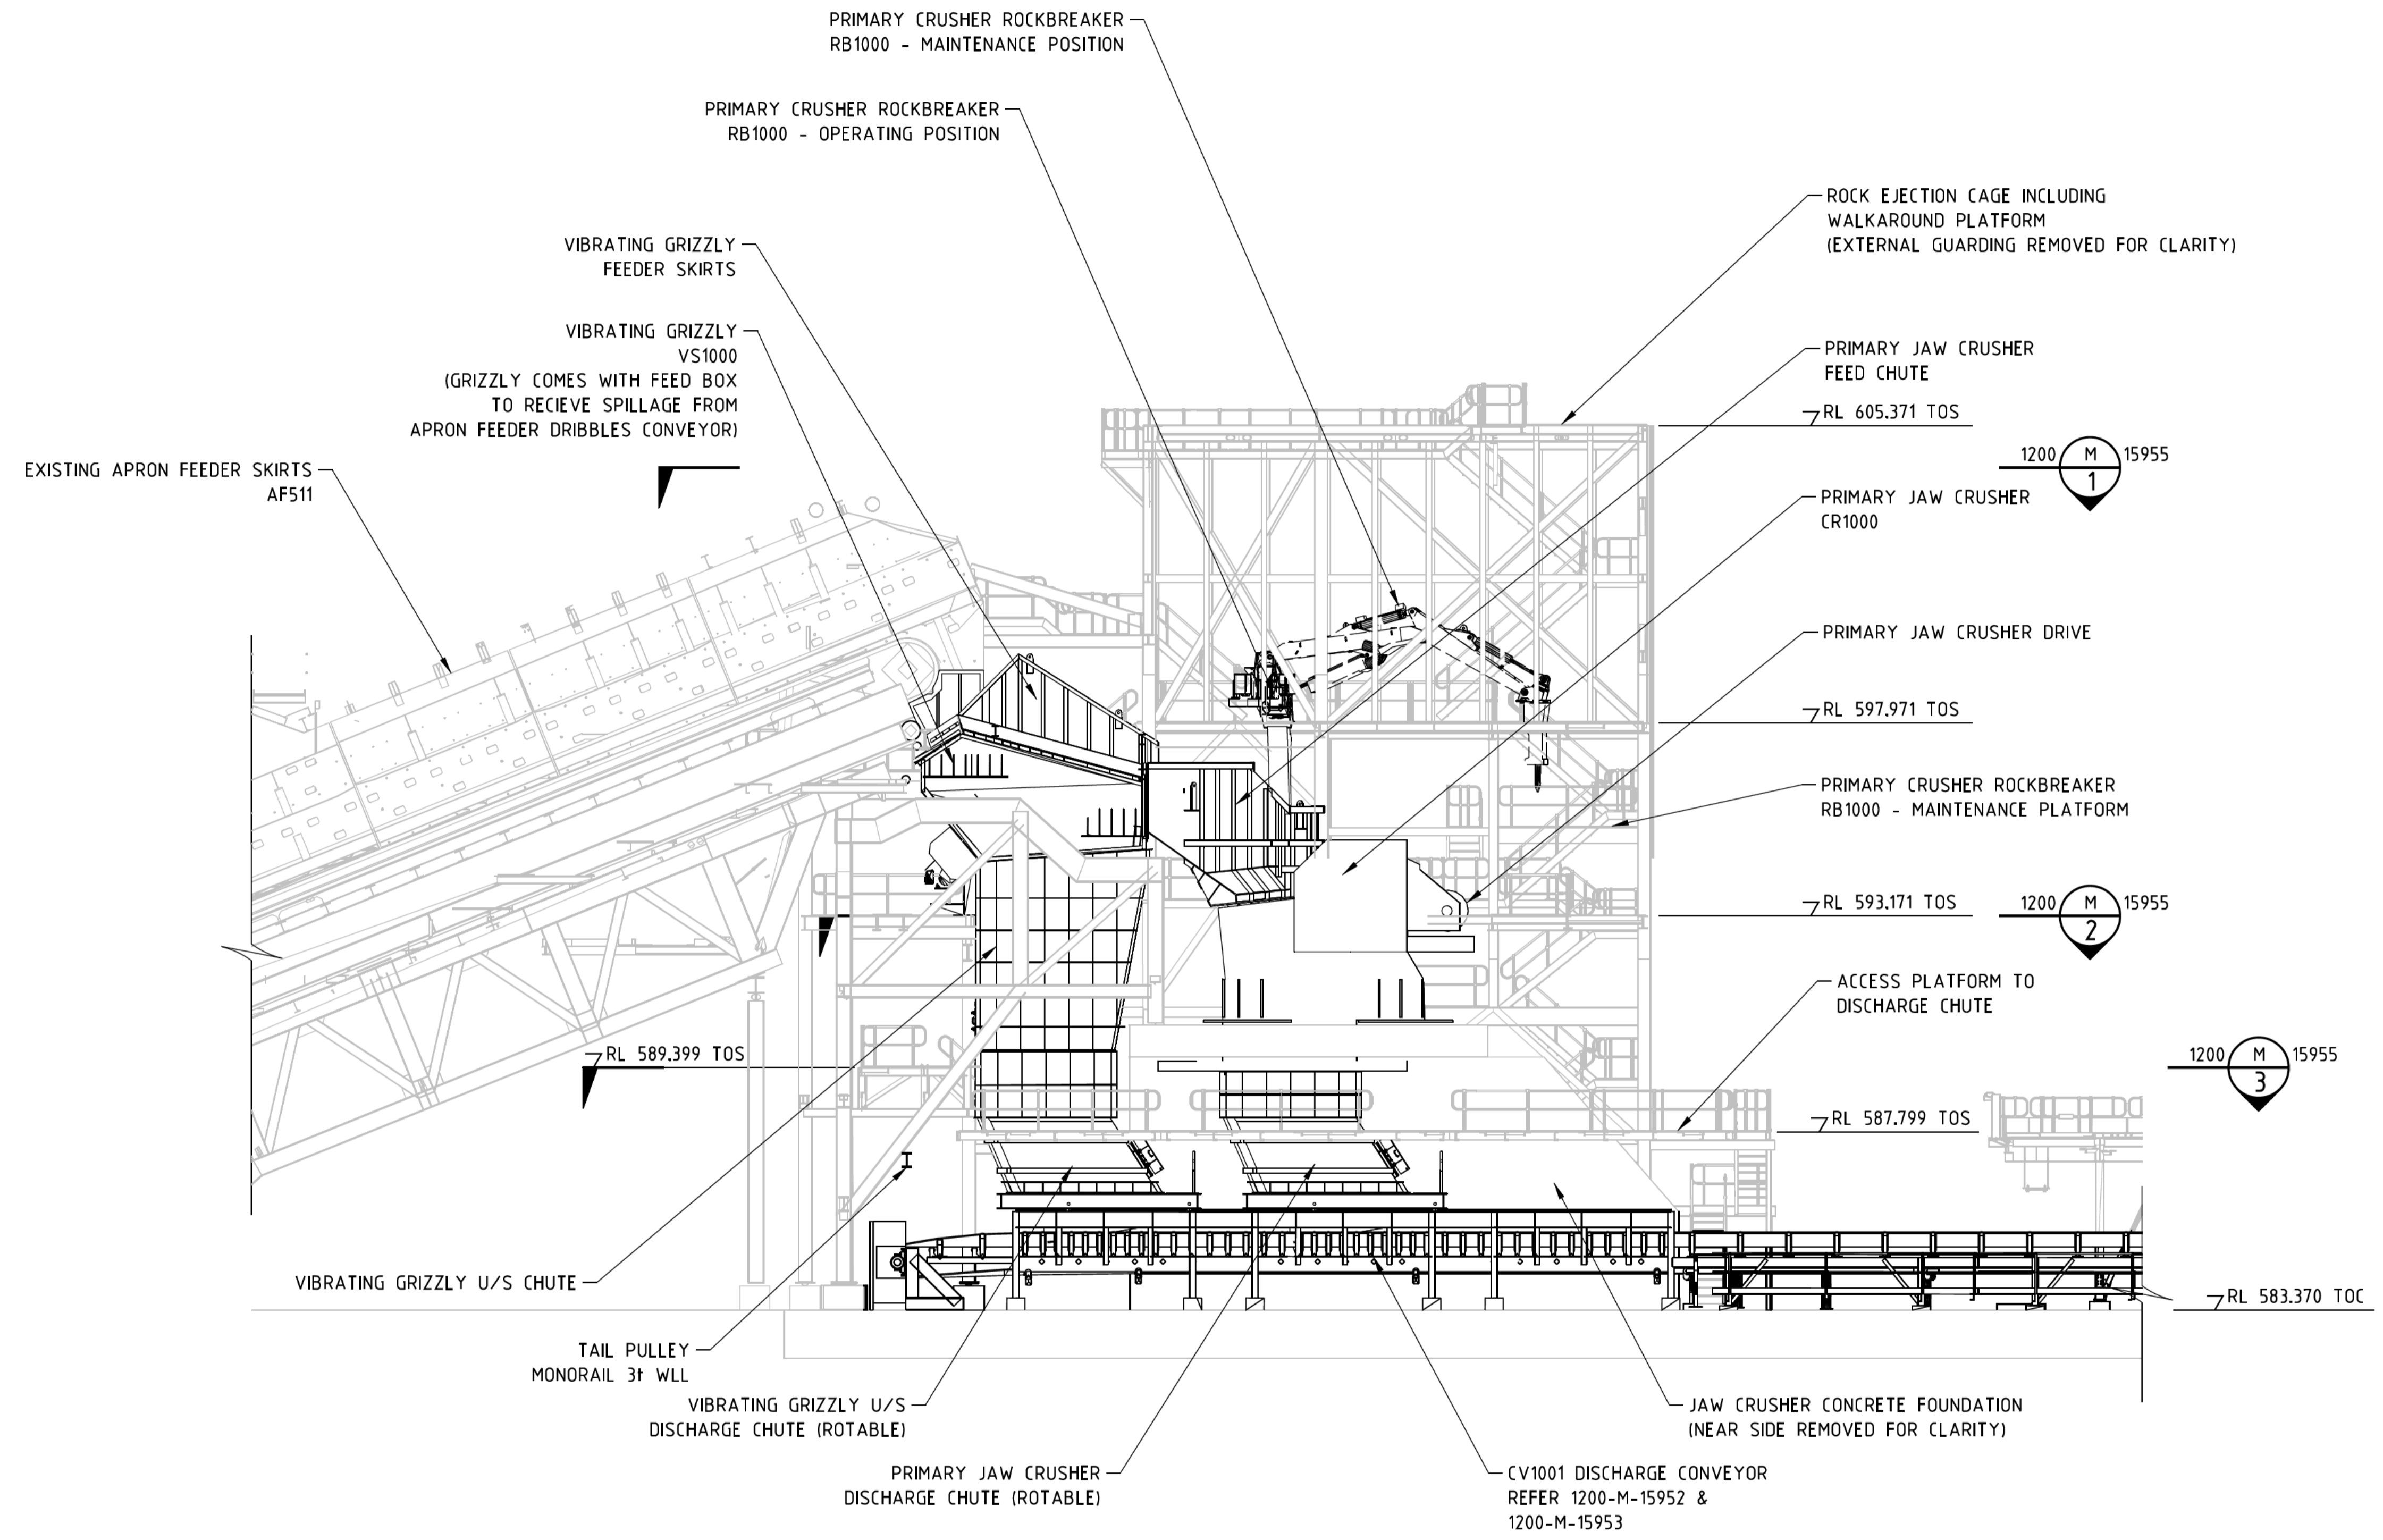 PRIMARY CRUSHER ROCKBREAKER
RB1000 - MAINTENANCE POSITION
PRIMARY CRUSHER ROCKBREAKER
RB1000 - OPERATING POSITION
ROCK EJECTION CAGE INCLUDING
WALKAROUND PLATFORM
(EXTERNAL GUARDING REMOVED FOR CLARITY)
VIBRATING GRIZZLY
FEEDER SKIRTS
VIBRATING GRIZZLY
VS1000
(GRIZZLY COMES WITH FEED BOX
TO RECIEVE SPILLAGE FROM
APRON FEEDER DRIBBLES CONVEYOR)
PRIMARY JAW CRUSHER
FEED CHUTE
RL 605.371 TOS
1200 M 15955
1
EXISTING APRON FEEDER SKIRTS
AF511
PRIMARY JAW CRUSHER
CR1000
PRIMARY JAW CRUSHER DRIVE
RL 597.971 TOS
PRIMARY CRUSHER ROCKBREAKER
RB1000 - MAINTENANCE PLATFORM
RL 593.171 TOS
1200 M 15955
2
ACCESS PLATFORM TO
DISCHARGE CHUTE
RL 589.399 TOS
1200 M 15955
3
RL 587.799 TOS
VIBRATING GRIZZLY U/S CHUTE
RL 583.370 TOC
TAIL PULLEY
MONORAIL 3t WLL
VIBRATING GRIZZLY U/S
DISCHARGE CHUTE (ROTABLE)
JAW CRUSHER CONCRETE FOUNDATION
(NEAR SIDE REMOVED FOR CLARITY)
PRIMARY JAW CRUSHER
DISCHARGE CHUTE (ROTABLE)
CV1001 DISCHARGE CONVEYOR
REFER 1200-M-15952 &
1200-M-15953